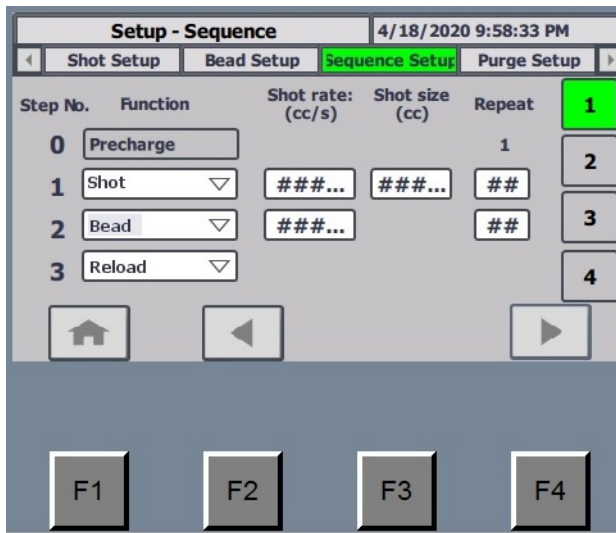 Setup - Sequence 4/18/2020 9:58:33 PM
Shot Setup Bead Setup Sequence Setup Purge Setup
Step No. Function Shot rate: (cc/s) Shot size (cc) Repeat 1
0 Precharge 1
2
1 Shot ###... ###... ##
2 Bead ###... ## 3
3 Reload 4
F1 F2 F3 F4